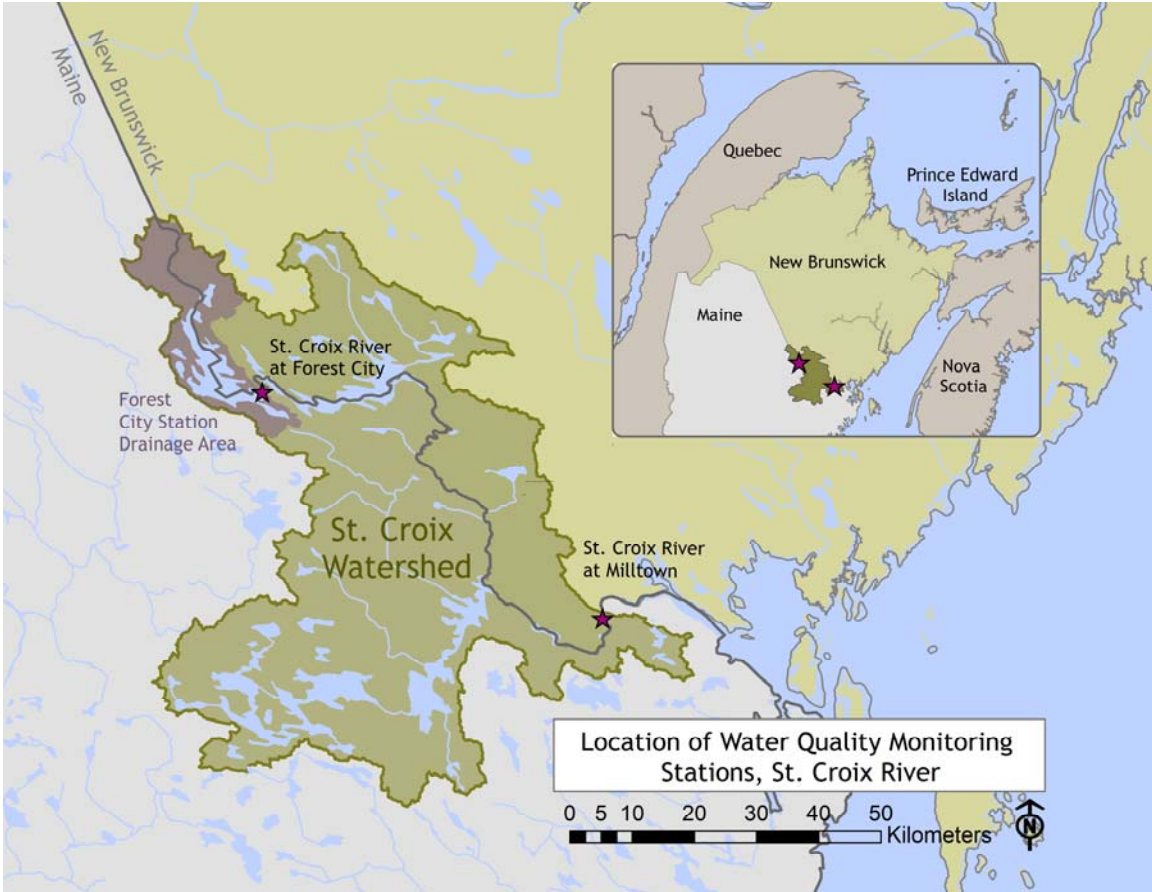 Maine
New Brunswick
Quebec
Prince Edward
Island
New Brunswick
Maine
Nova
Scotia
St. Croix River
at Forest City
Forest
City Station
Drainage Area
St. Croix
Watershed
St. Croix River
at Milltown
Location of Water Quality Monitoring
Stations, St. Croix River
0 5 10 20 30 40 50
Kilometers
N